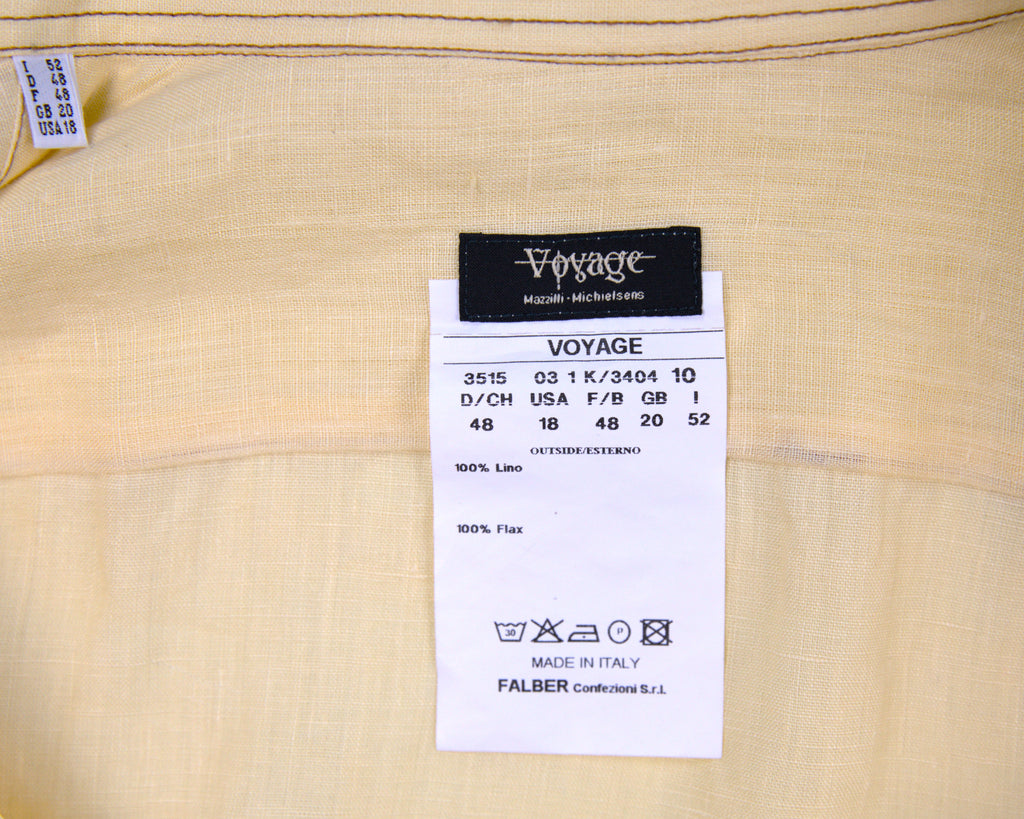 I 52
D 48
F 48
GB 20
USA 18
Voyage
Mazzilli · Michielsens
VOYAGE
3515 03 1 K/3404 10
D/CH USA F/B GB I
48 18 48 20 52
OUTSIDE/ESTERNO
100% Lino
100% Flax
30 P
MADE IN ITALY
FALBER Confezioni S.r.l.